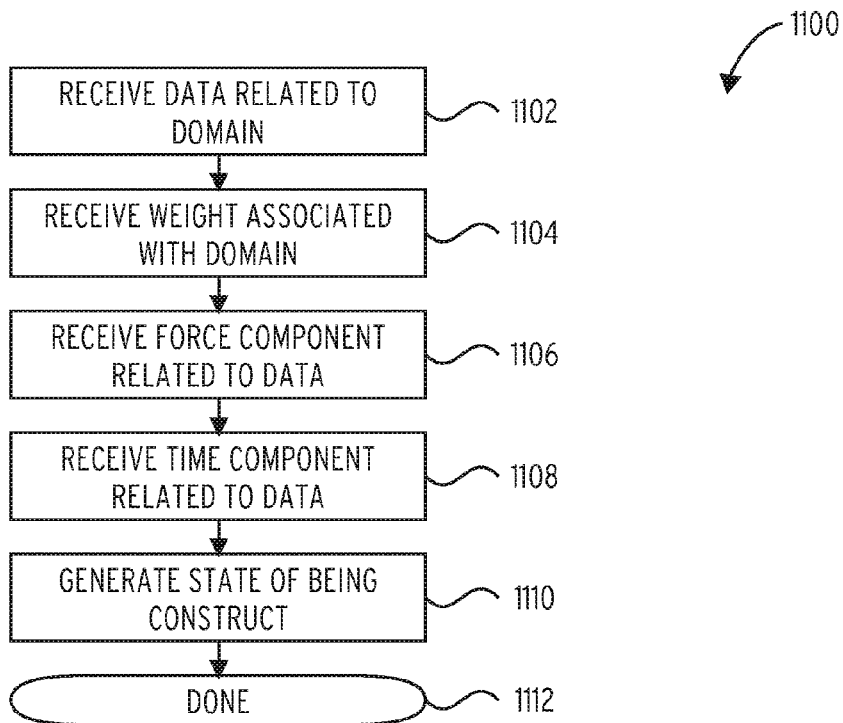 1100
RECEIVE DATA RELATED TO
DOMAIN
1102
RECEIVE WEIGHT ASSOCIATED
WITH DOMAIN
1104
RECEIVE FORCE COMPONENT
RELATED TO DATA
1106
RECEIVE TIME COMPONENT
RELATED TO DATA
1108
GENERATE STATE OF BEING
CONSTRUCT
1110
DONE
1112